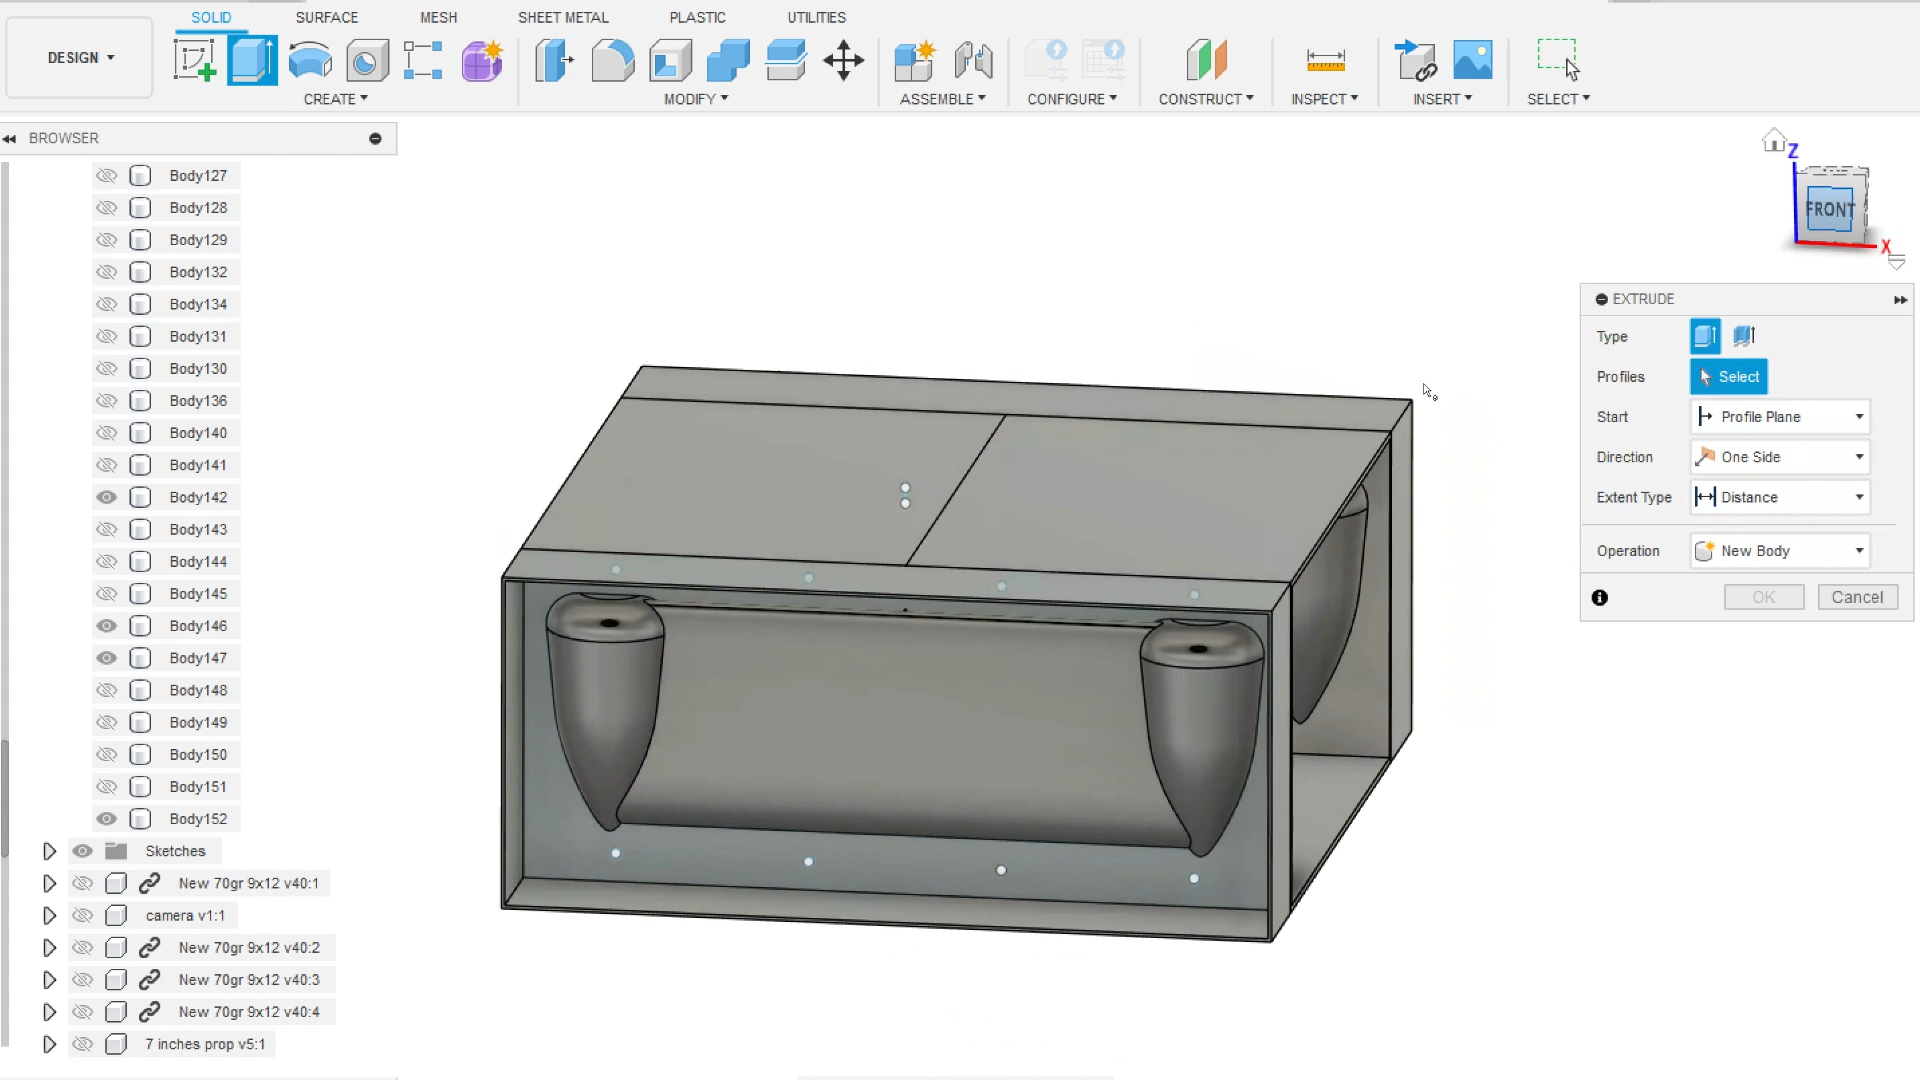 SOLID SURFACE MESH SHEET METAL PLASTIC UTILITIES
DESIGN
CREATE MODIFY ASSEMBLE CONFIGURE CONSTRUCT INSPECT INSERT SELECT
BROWSER
Body127
Body128
Body129
Body132
Body134
Body131
Body130
Body136
Body140
Body141
Body142
Body143
Body144
Body145
Body146
Body147
Body148
Body149
Body150
Body151
Body152
Sketches
New 70gr 9x12 v40:1
camera v1:1
New 70gr 9x12 v40:2
New 70gr 9x12 v40:3
New 70gr 9x12 v40:4
7 inches prop v5:1
Z
FRONT
X
EXTRUDE
Type
Profiles Select
Start Profile Plane
Direction One Side
Extent Type Distance
Operation New Body
OK Cancel